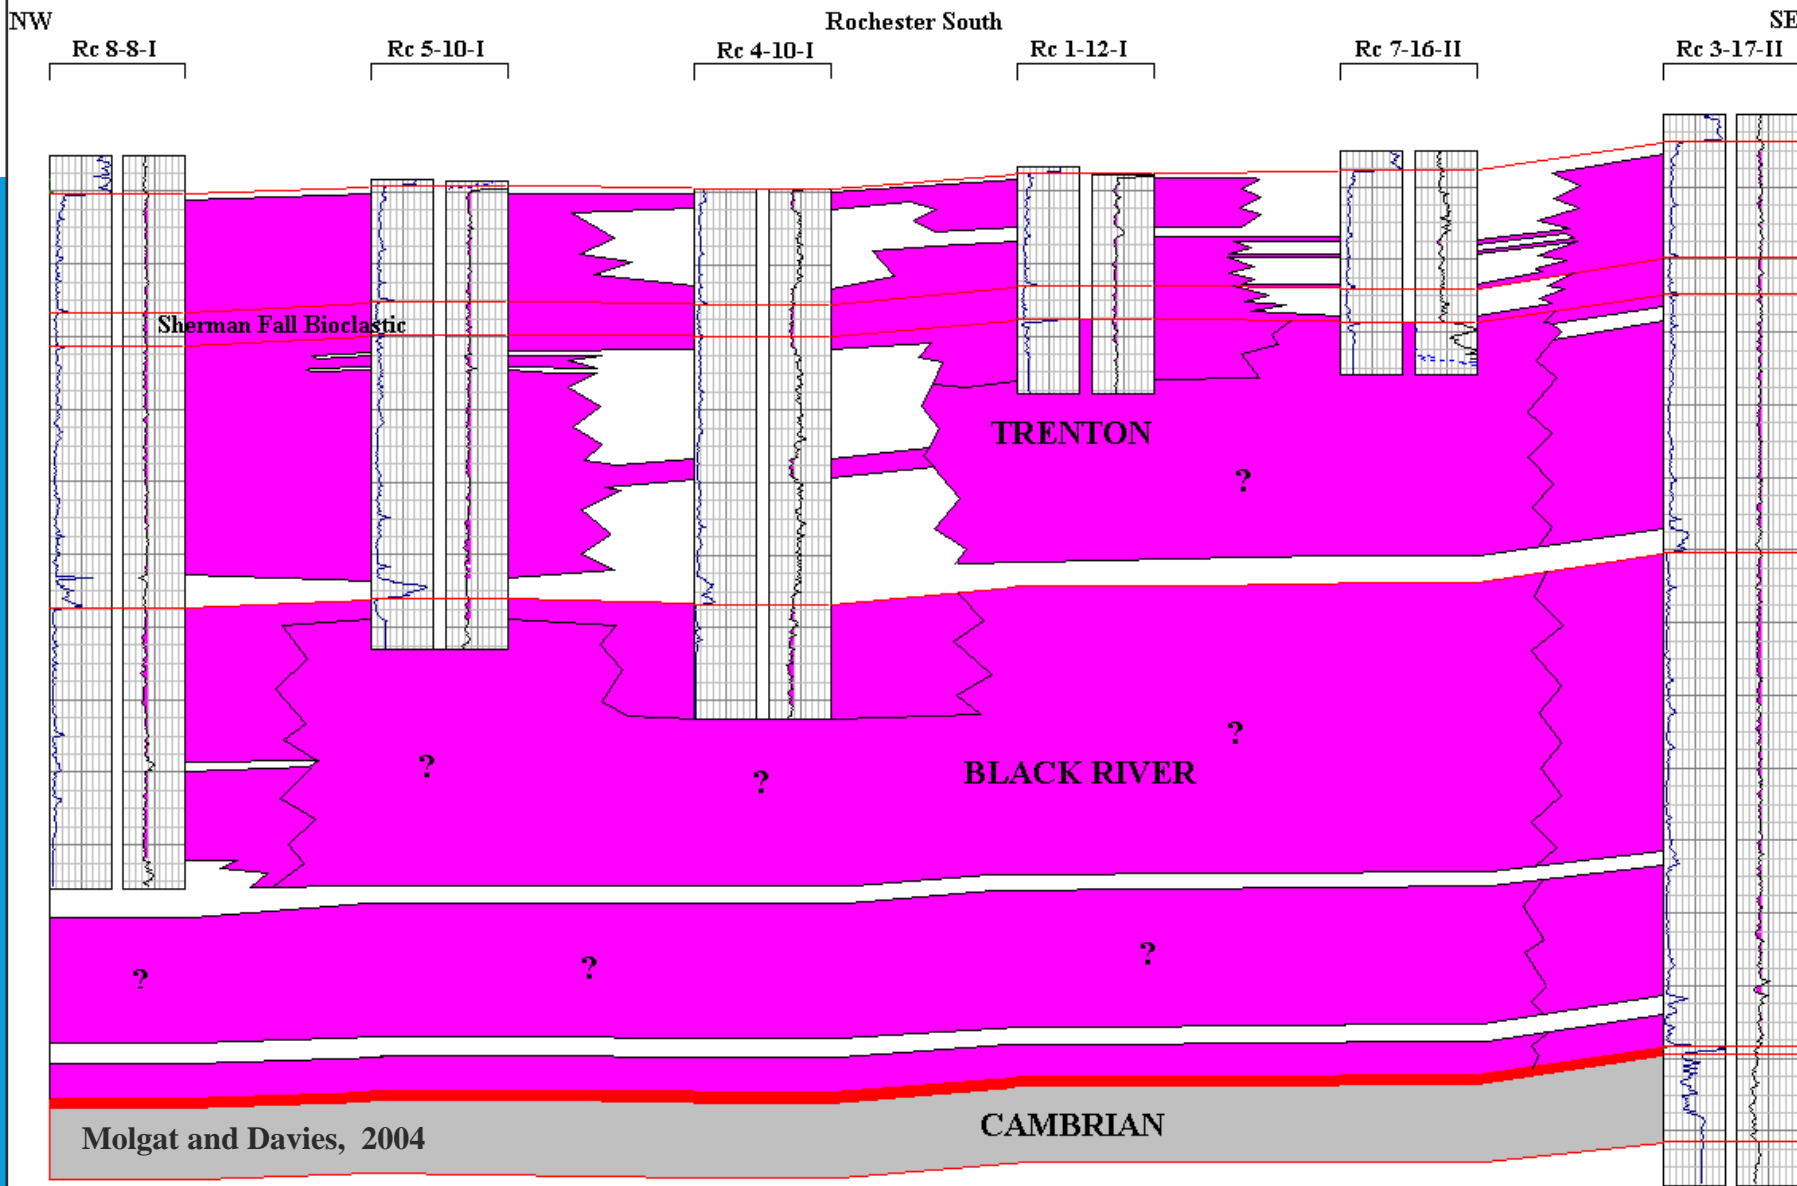 NW Rochester South SE
Rc 8-8-I Rc 5-10-I Rc 4-10-I Rc 1-12-I Rc 7-16-II Rc 3-17-II
Sherman Fall Bioclastic
TRENTON
?
?
? ? BLACK RIVER
? ? ?
CAMBRIAN
Molgat and Davies, 2004